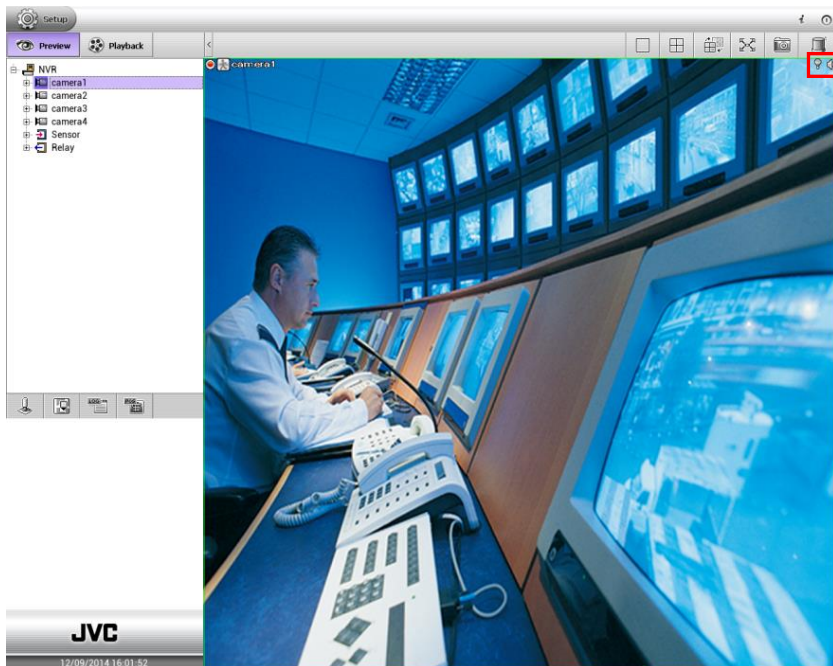 Setup
i
Preview
Playback
<
NVR
camera1
camera2
camera3
camera4
Sensor
Relay
camera1
JVC
12/09/2014 16:01:52